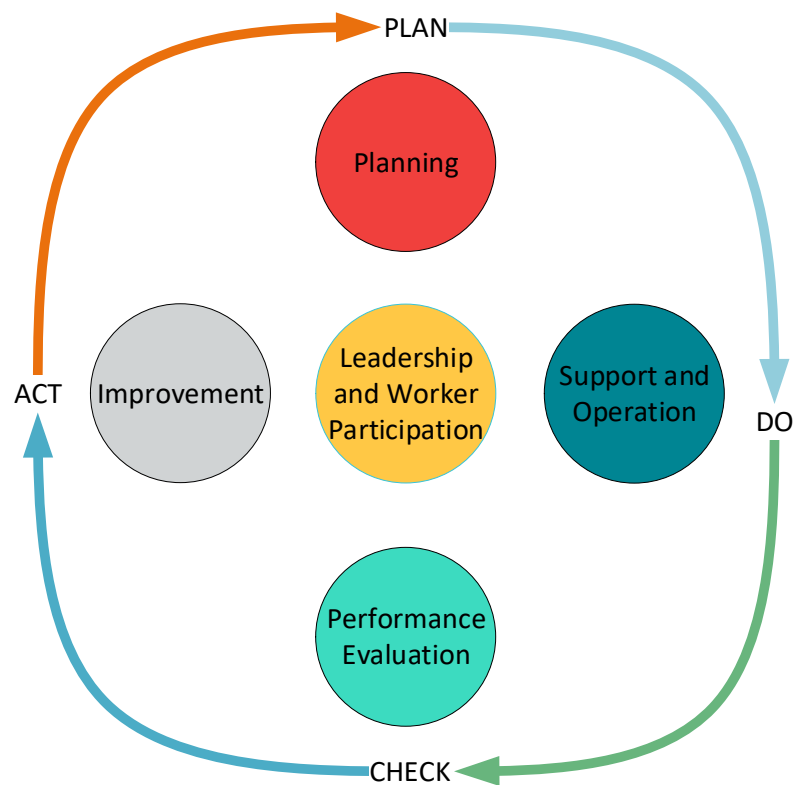 PLAN
Planning
ACT
Improvement
Leadership
and Worker
Participation
Support and
Operation
DO
Performance
Evaluation
CHECK